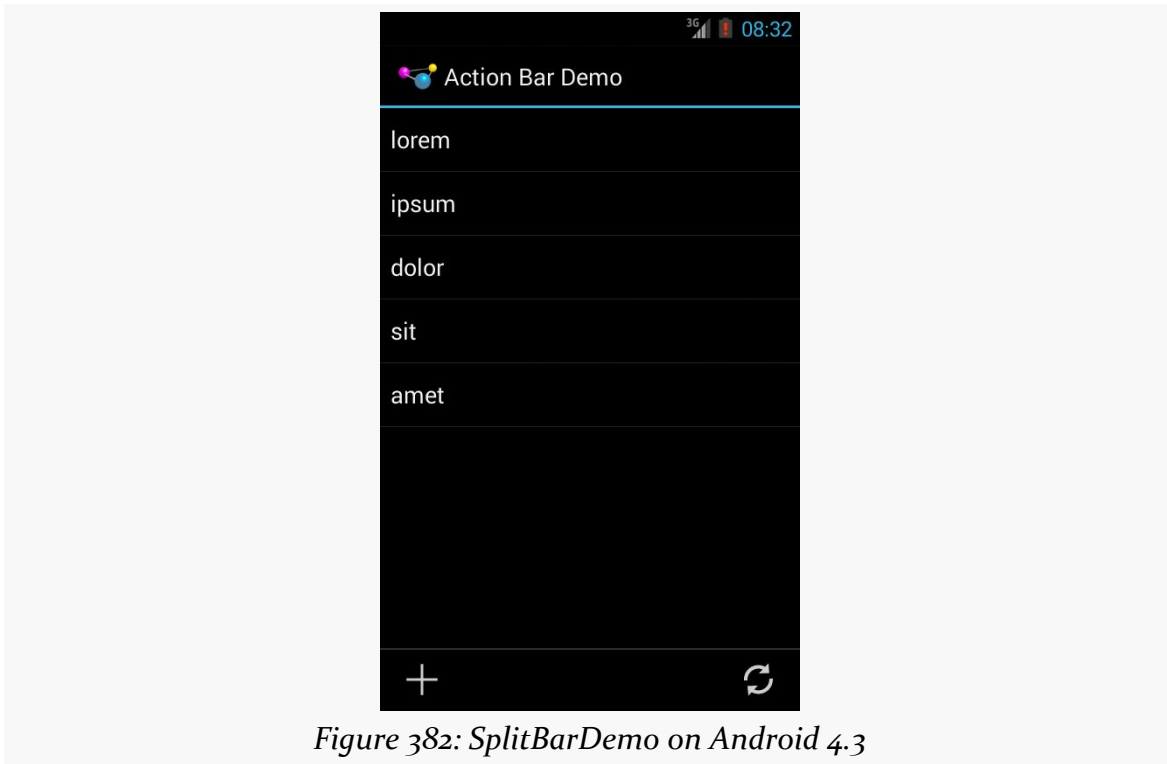 3G 08:32
Action Bar Demo
lorem
ipsum
dolor
sit
amet
Figure 382: SplitBarDemo on Android 4.3